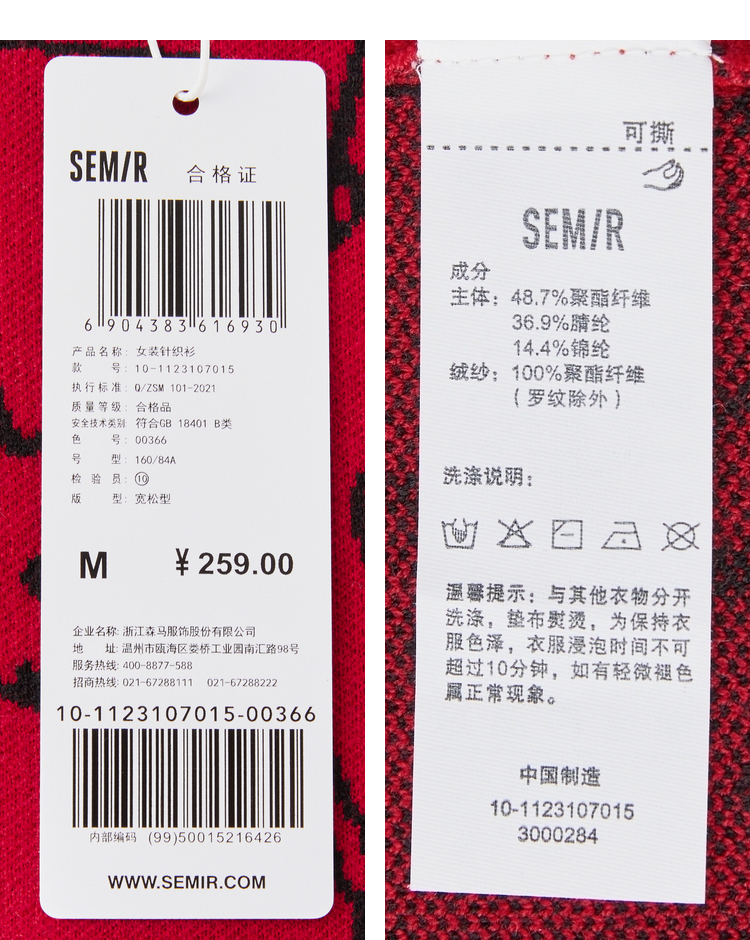 SEM/R 合格证
6 904383 616930
产品名称: 女装针织衫
款 号: 10-1123107015
执行标准: Q/ZSM 101-2021
质量等级: 合格品
安全技术类别: 符合GB 18401 B类
色 号: 00366
号 型: 160/84A
检 验 员: ⑩
版 型: 宽松型
M ¥ 259.00
企业名称: 浙江森马服饰股份有限公司
地 址: 温州市瓯海区娄桥工业园南汇路98号
服务热线: 400-8877-588
招商热线: 021-67288111 021-67288222
10-1123107015-00366
内部编码 (99)50015216426
WWW.SEMIR.COM
可撕
SEM/R
成分
主体: 48.7%聚酯纤维
36.9%腈纶
14.4%锦纶
绒纱: 100%聚酯纤维
(罗纹除外)
洗涤说明:
温馨提示: 与其他衣物分开
洗涤, 垫布熨烫, 为保持衣
服色泽, 衣服浸泡时间不可
超过10分钟, 如有轻微褪色
属正常现象。
中国制造
10-1123107015
3000284